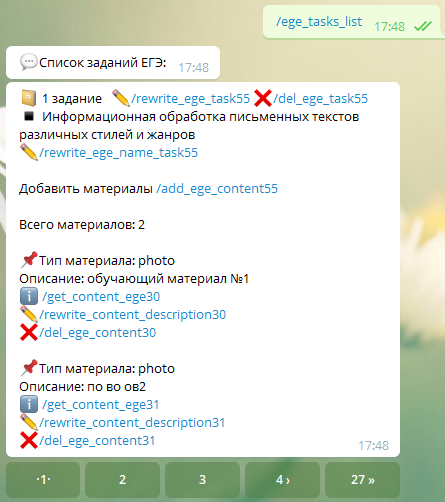 /ege_tasks_list
17:48
Список заданий ЕГЭ:
17:48
1 задание /rewrite_ege_task55 /del_ege_task55
Информационная обработка письменных текстов
различных стилей и жанров
/rewrite_ege_name_task55
Добавить материалы /add_ege_content55
Всего материалов: 2
Тип материала: photo
Описание: обучающий материал №1
/get_content_ege30
/rewrite_content_description30
/del_ege_content30
Тип материала: photo
Описание: по во ов2
/get_content_ege31
/rewrite_content_description31
/del_ege_content31
17:48
·1· 2 3 4 › 27 »